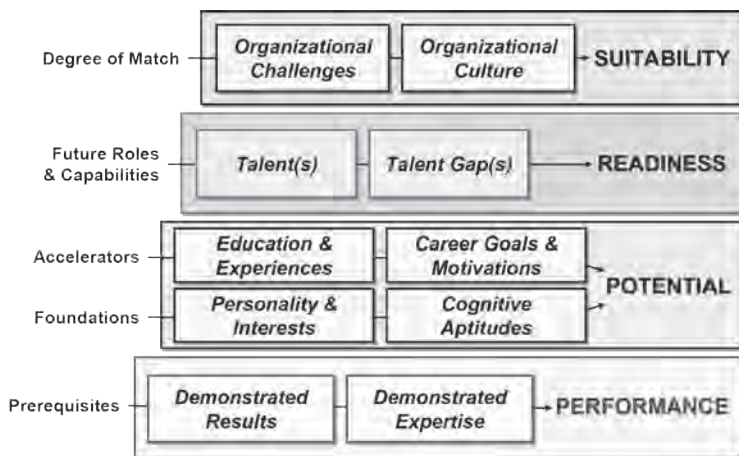 Degree of Match
Organizational
Challenges
Organizational
Culture
SUITABILITY
Future Roles
& Capabilities
Talent(s)
Talent Gap(s)
READINESS
Accelerators
Education &
Experiences
Career Goals &
Motivations
POTENTIAL
Foundations
Personality &
Interests
Cognitive
Aptitudes
Prerequisites
Demonstrated
Results
Demonstrated
Expertise
PERFORMANCE